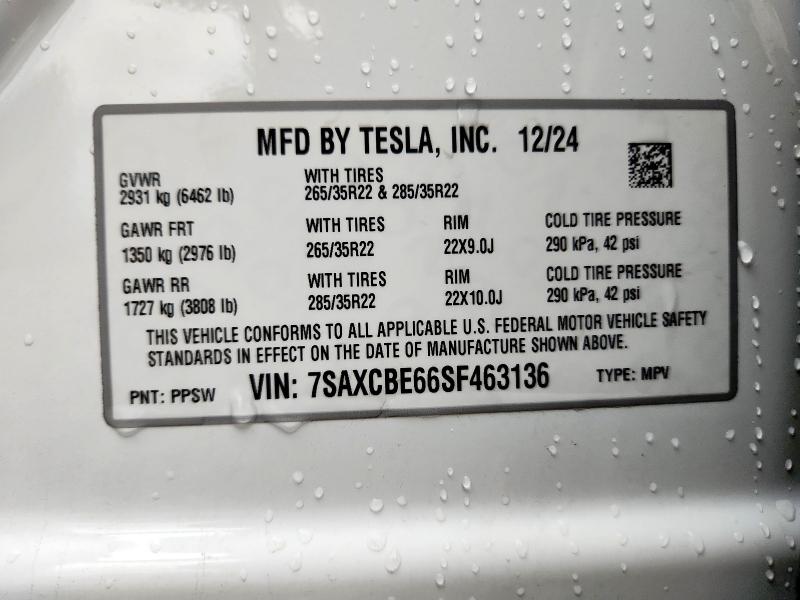 MFD BY TESLA, INC. 12/24
GVWR
2931 kg (6462 lb)
WITH TIRES
265/35R22 & 285/35R22
GAWR FRT
1350 kg (2976 lb)
WITH TIRES
265/35R22
RIM
22X9.0J
COLD TIRE PRESSURE
290 kPa, 42 psi
GAWR RR
1727 kg (3808 lb)
WITH TIRES
285/35R22
RIM
22X10.0J
COLD TIRE PRESSURE
290 kPa, 42 psi
THIS VEHICLE CONFORMS TO ALL APPLICABLE U.S. FEDERAL MOTOR VEHICLE SAFETY
STANDARDS IN EFFECT ON THE DATE OF MANUFACTURE SHOWN ABOVE.
PNT: PPSW VIN: 7SAXCBE66SF463136 TYPE: MPV